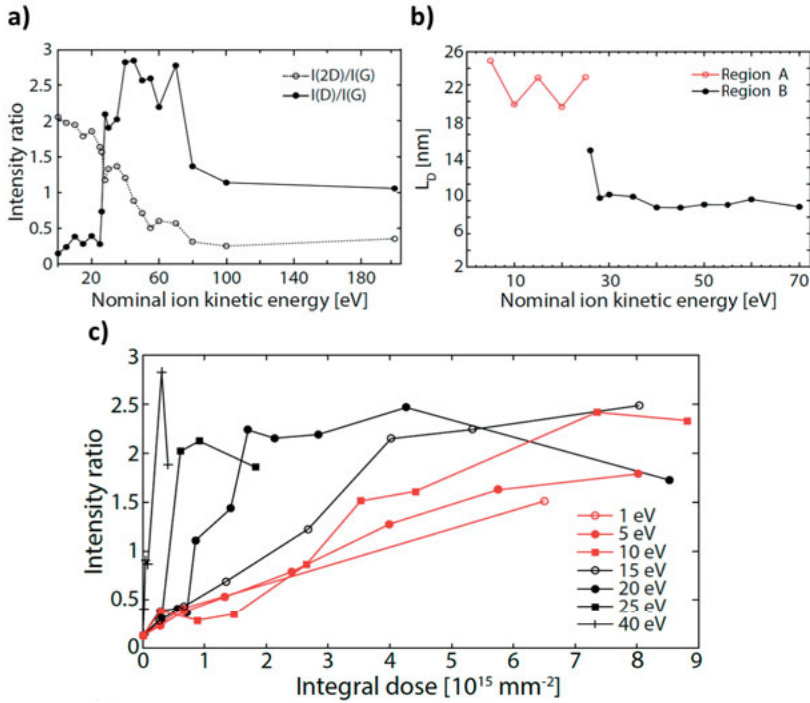 a)
3
2.5
2
1.5
1
0.5
0
20
60
100
140
180
Intensity ratio
Nominal ion kinetic energy [eV]
I(2D)/I(G)
I(D)/I(G)
b)
26
22
18
14
10
6
2
10
30
50
70
L_D [nm]
Nominal ion kinetic energy [eV]
Region A
Region B
c)
3
2.5
2
1.5
1
0.5
0
0
1
2
3
4
5
6
7
8
9
Intensity ratio
Integral dose [10¹⁵ mm⁻²]
1 eV
5 eV
10 eV
15 eV
20 eV
25 eV
40 eV